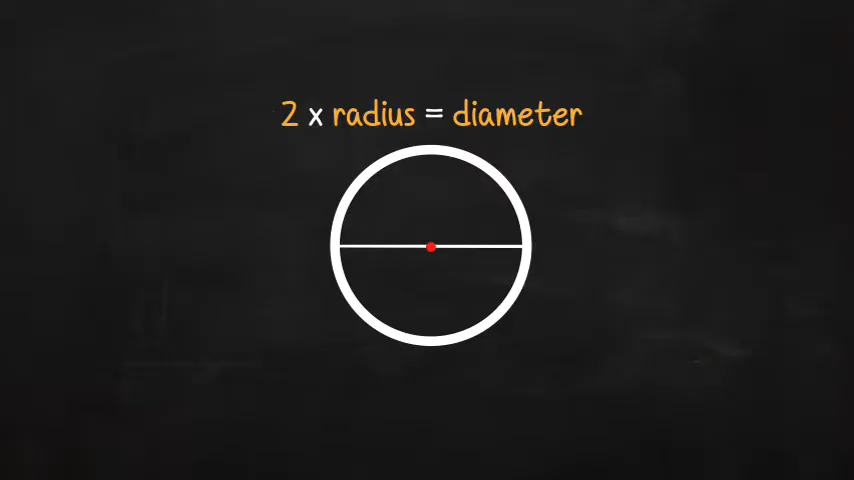 2 x radius = diameter